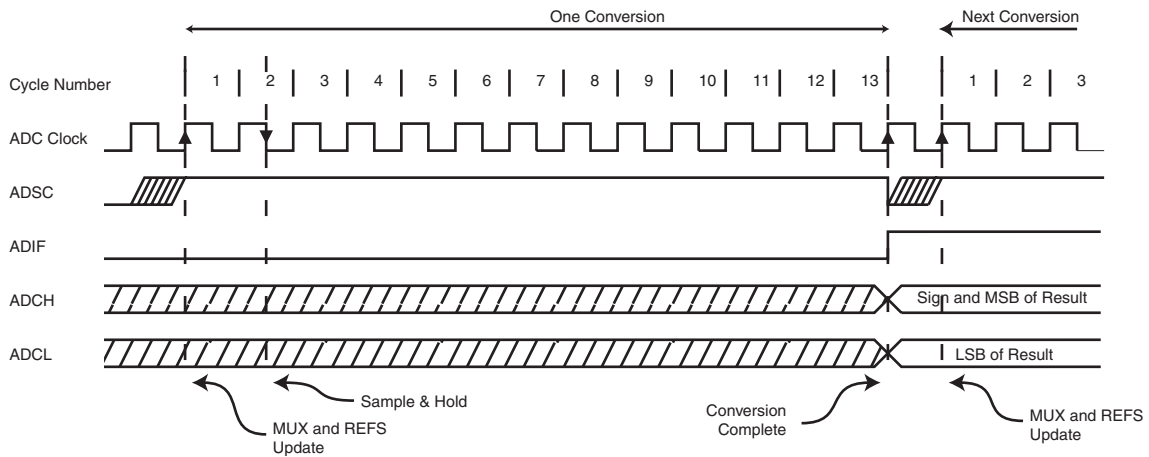 One Conversion
Next Conversion
Cycle Number
1 2 3 4 5 6 7 8 9 10 11 12 13 1 2 3
ADC Clock
ADSC
ADIF
ADCH
Sign and MSB of Result
ADCL
LSB of Result
Sample & Hold
MUX and REFS
Update
Conversion
Complete
MUX and REFS
Update